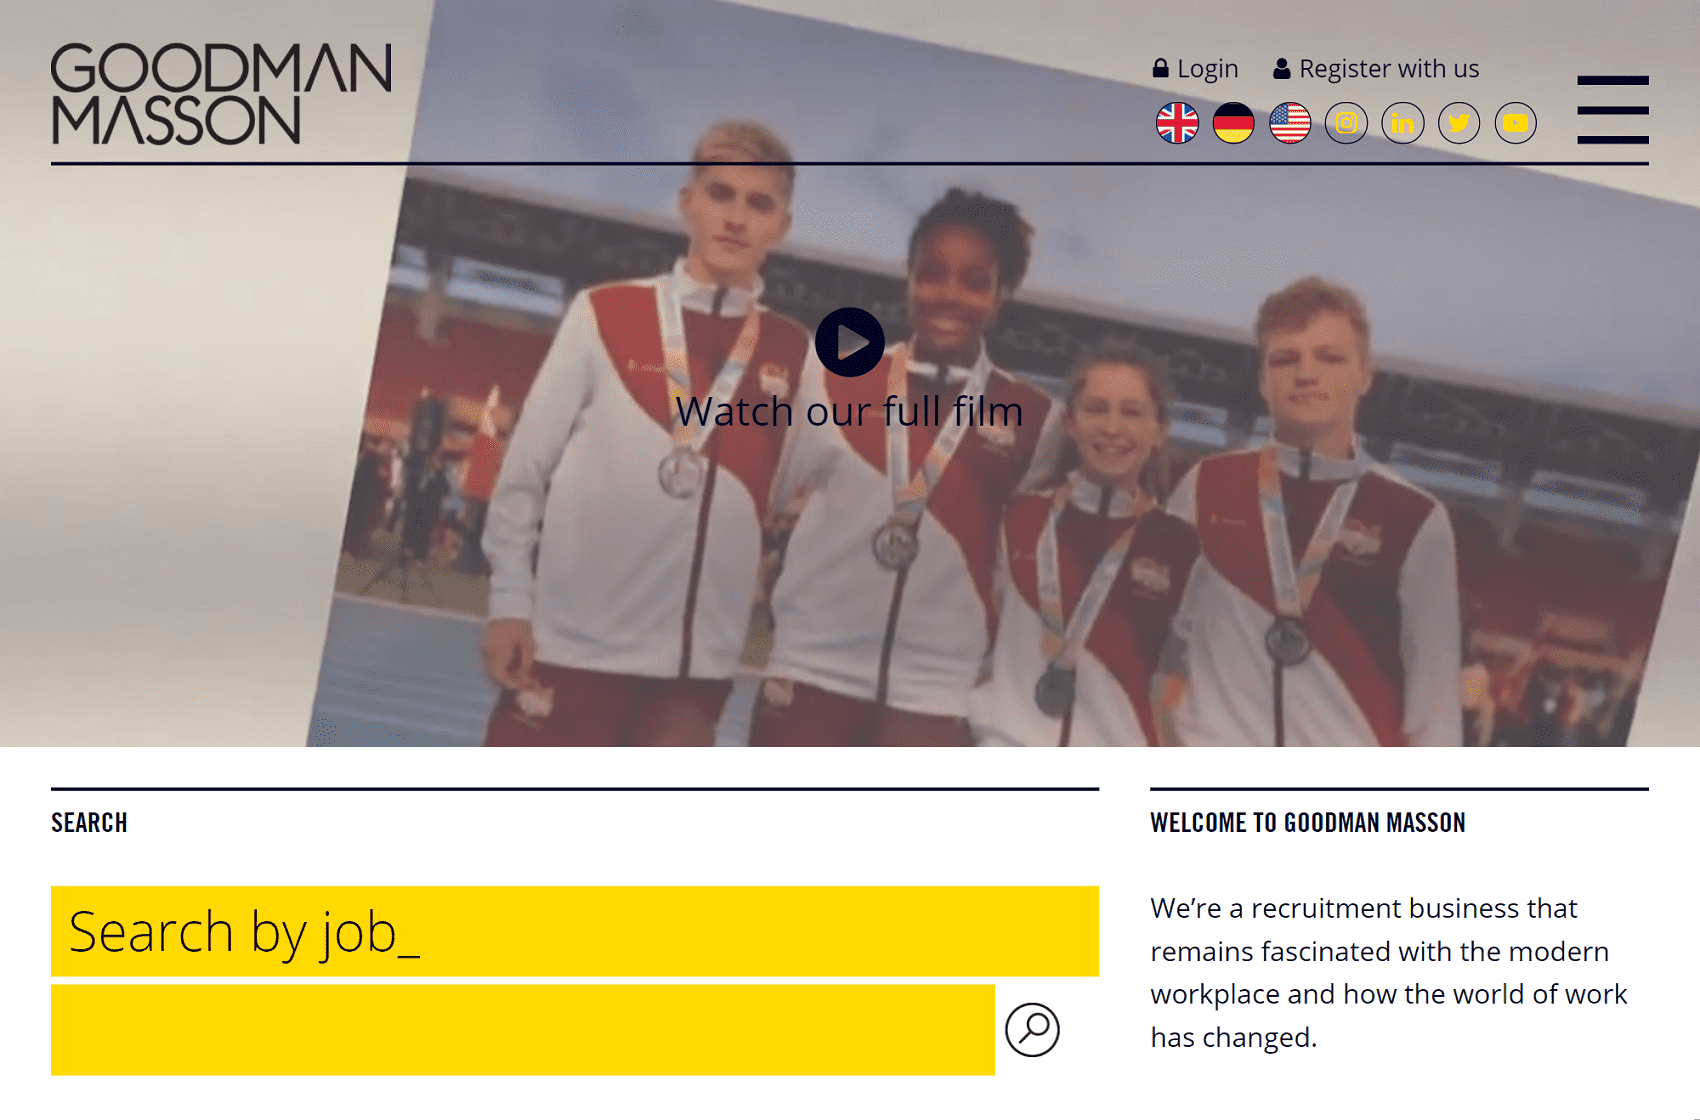 GOODMAN
MASSON
Login
Register with us
Watch our full film
SEARCH
Search by job_
WELCOME TO GOODMAN MASSON
We’re a recruitment business that
remains fascinated with the modern
workplace and how the world of work
has changed.